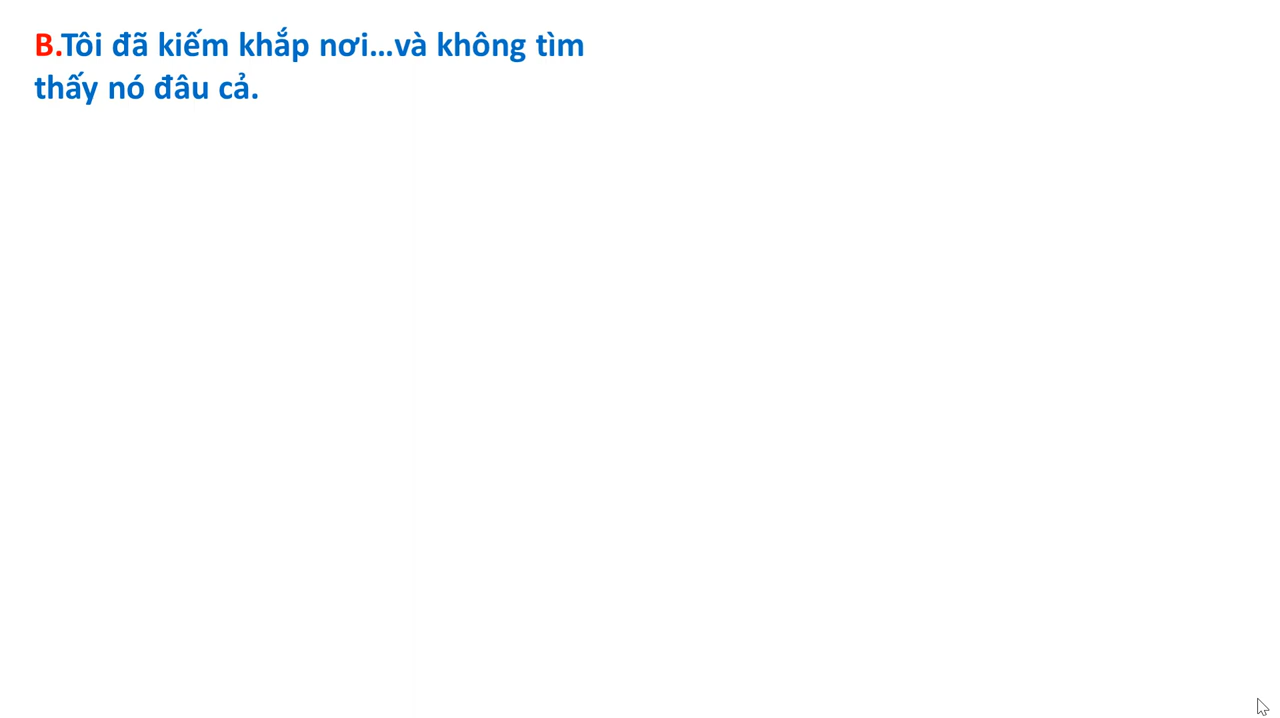 B.Tôi đã kiếm khắp nơi...và không tìm
thấy nó đâu cả.